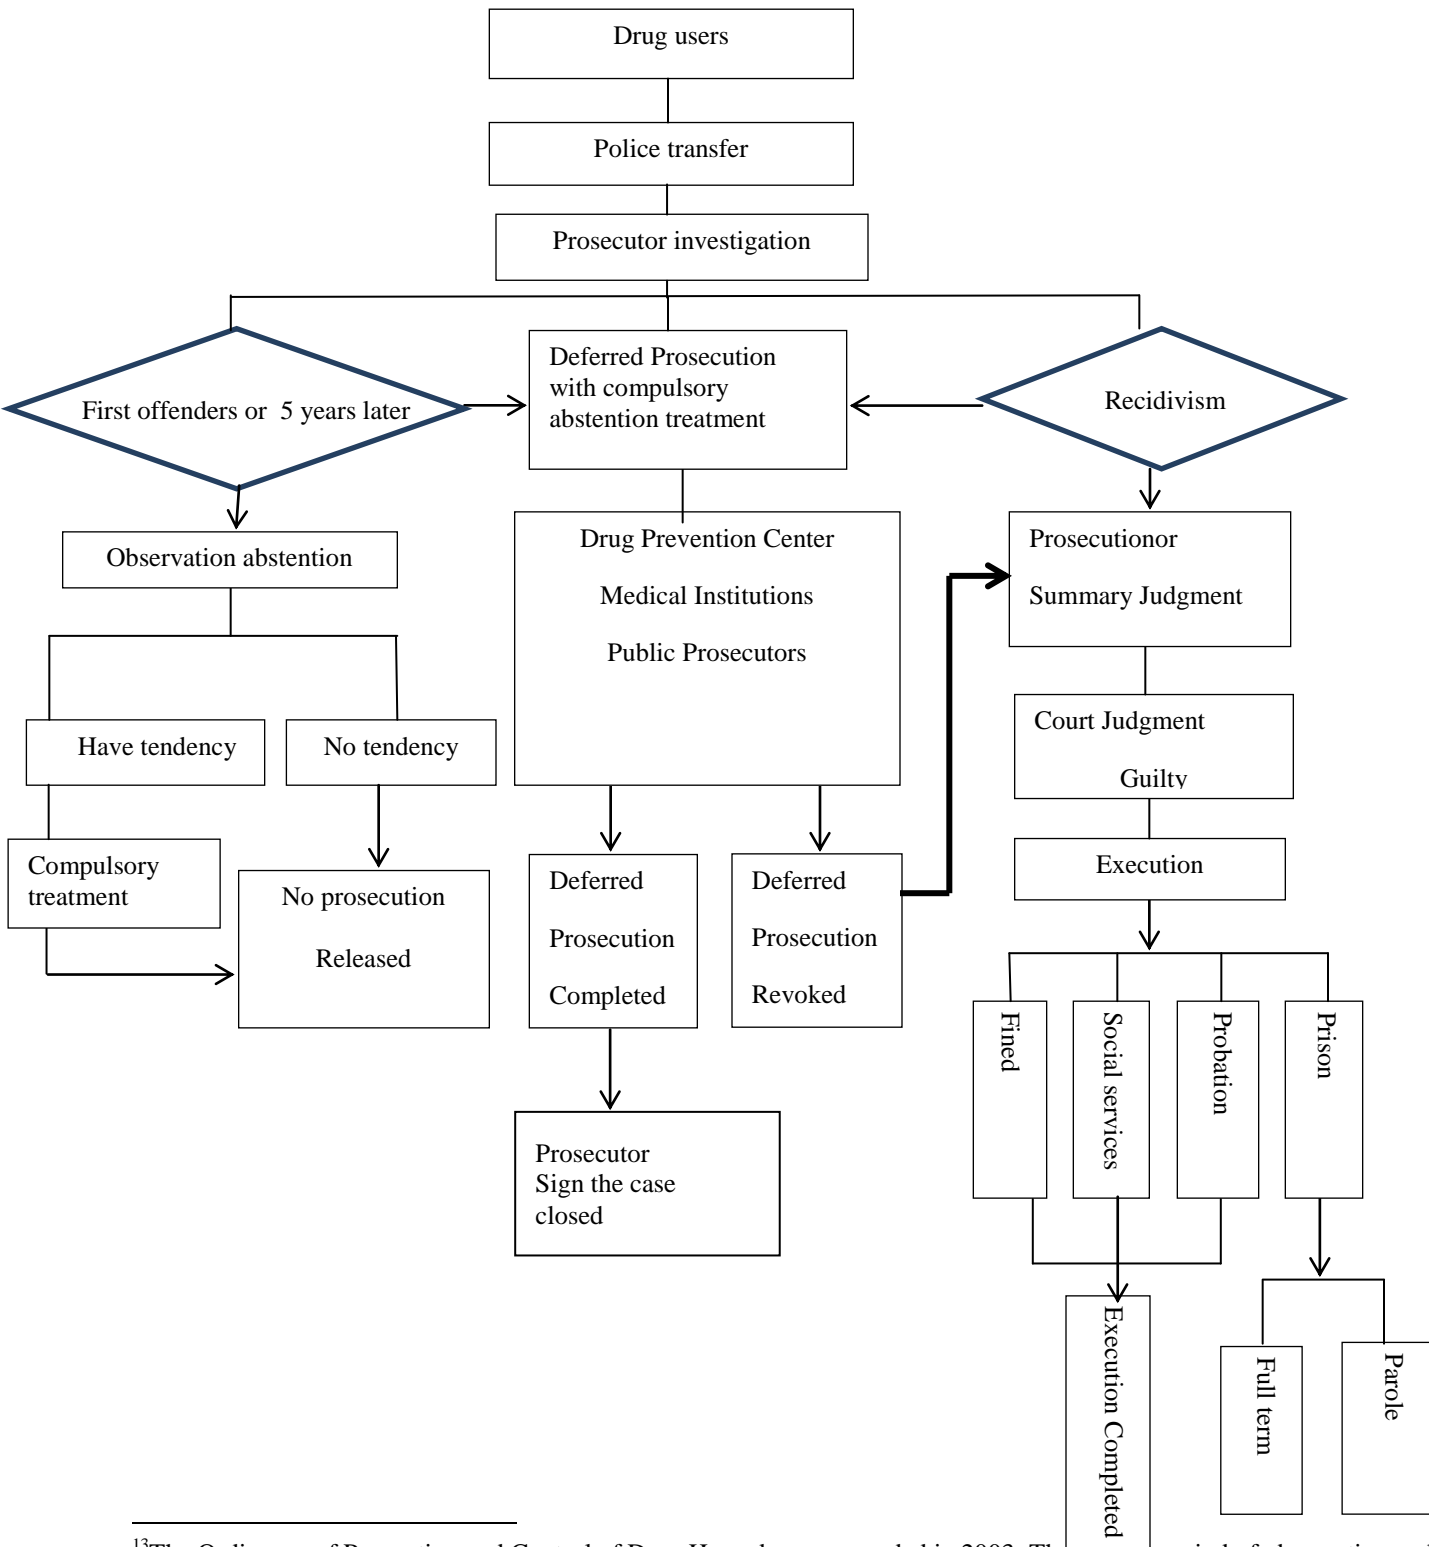 Drug users
Police transfer
Prosecutor investigation
First offenders or 5 years later
Deferred Prosecution
with compulsory
abstention treatment
Recidivism
Observation abstention
Drug Prevention Center
Medical Institutions
Public Prosecutors
Prosecutionor
Summary Judgment
Have tendency
No tendency
Court Judgment
Guilty
Compulsory
treatment
No prosecution
Released
Deferred
Prosecution
Completed
Deferred
Prosecution
Revoked
Execution
Fined
Social services
Probation
Prison
Prosecutor
Sign the case
closed
Execution Completed
Full term
Parole